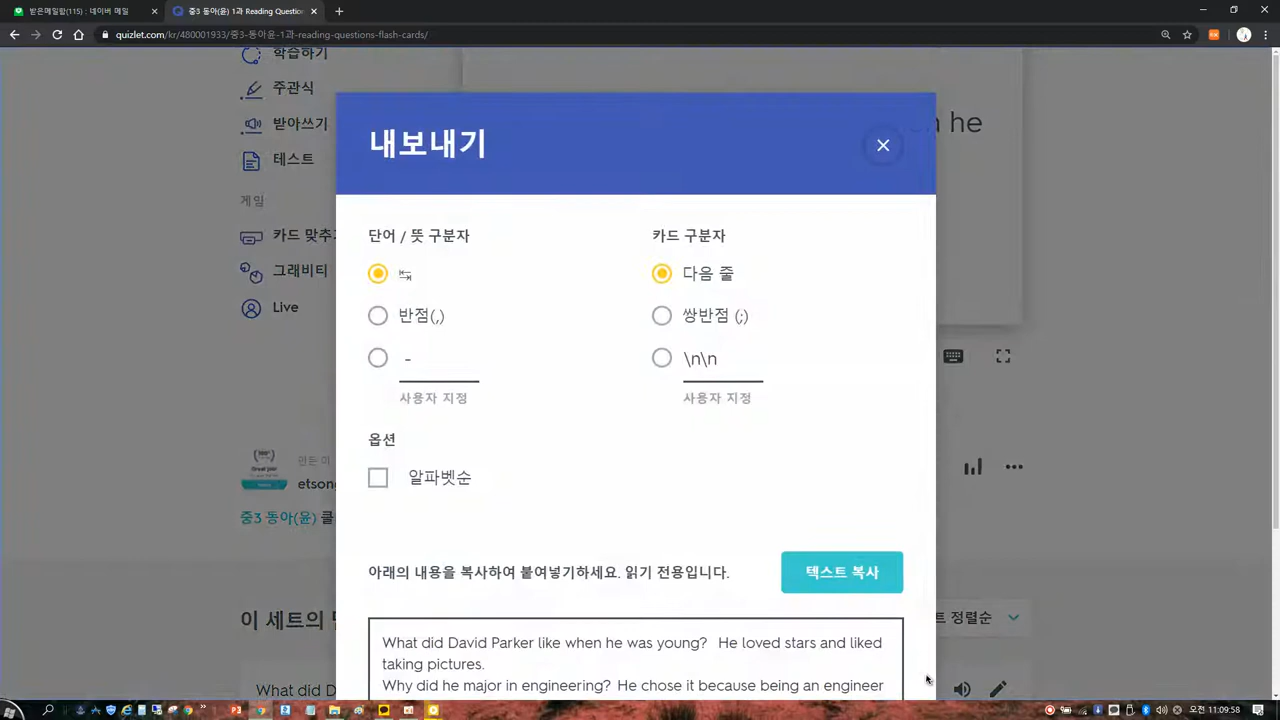 받은메일함(115) : 네이버 메일
중3 동아(윤) 1과 Reading Question
quizlet.com/kr/480001933/중3-동아윤-1과-reading-questions-flash-cards/
학습하기
주관식
받아쓰기
테스트
게임
카드 맞추
그래비티
Live
he
내보내기
단어 / 뜻 구분자
카드 구분자
다음 줄
반점(,)
쌍반점 (;)
-
\n\n
사용자 지정
사용자 지정
옵션
알파벳순
만든 이
etsong
중3 동아(윤) 클
아래의 내용을 복사하여 붙여넣기하세요. 읽기 전용입니다.
텍스트 복사
이 세트의
트 정렬순
What did David Parker like when he was young? He loved stars and liked
taking pictures.
Why did he major in engineering? He chose it because being an engineer
What did D
오전 11:09:58